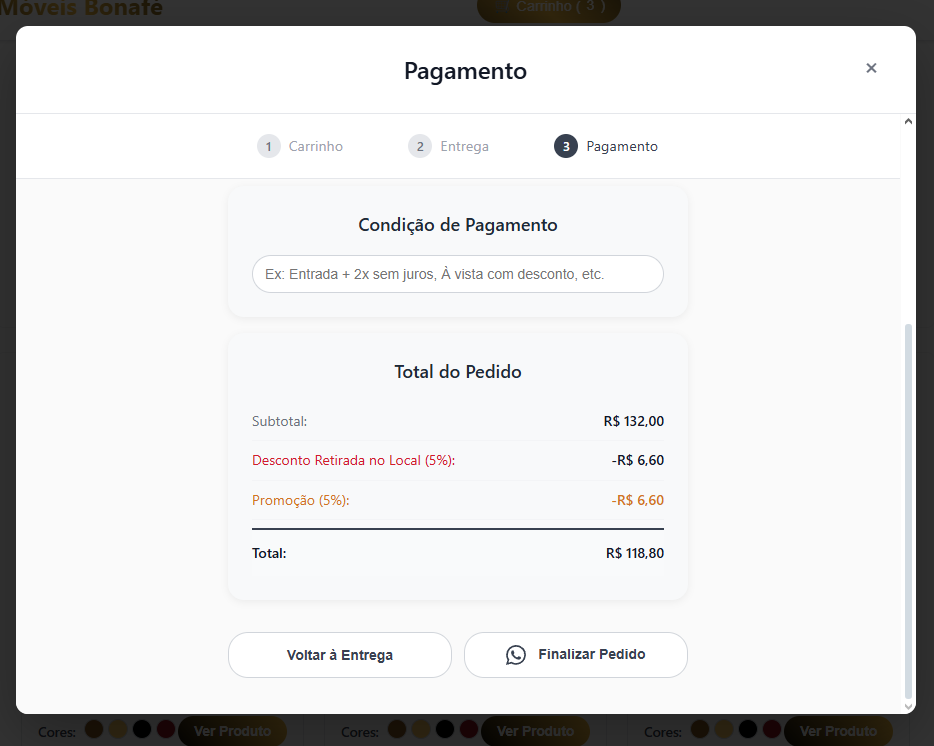 Móveis Bonafé
Carrinho ( 3 )
Pagamento
×
1 Carrinho
2 Entrega
3 Pagamento
Condição de Pagamento
Ex: Entrada + 2x sem juros, À vista com desconto, etc.
Total do Pedido
Subtotal: R$ 132,00
Desconto Retirada no Local (5%): -R$ 6,60
Promoção (5%): -R$ 6,60
Total: R$ 118,80
Voltar à Entrega
Finalizar Pedido
Cores: Ver Produto
Cores: Ver Produto
Cores: Ver Produto